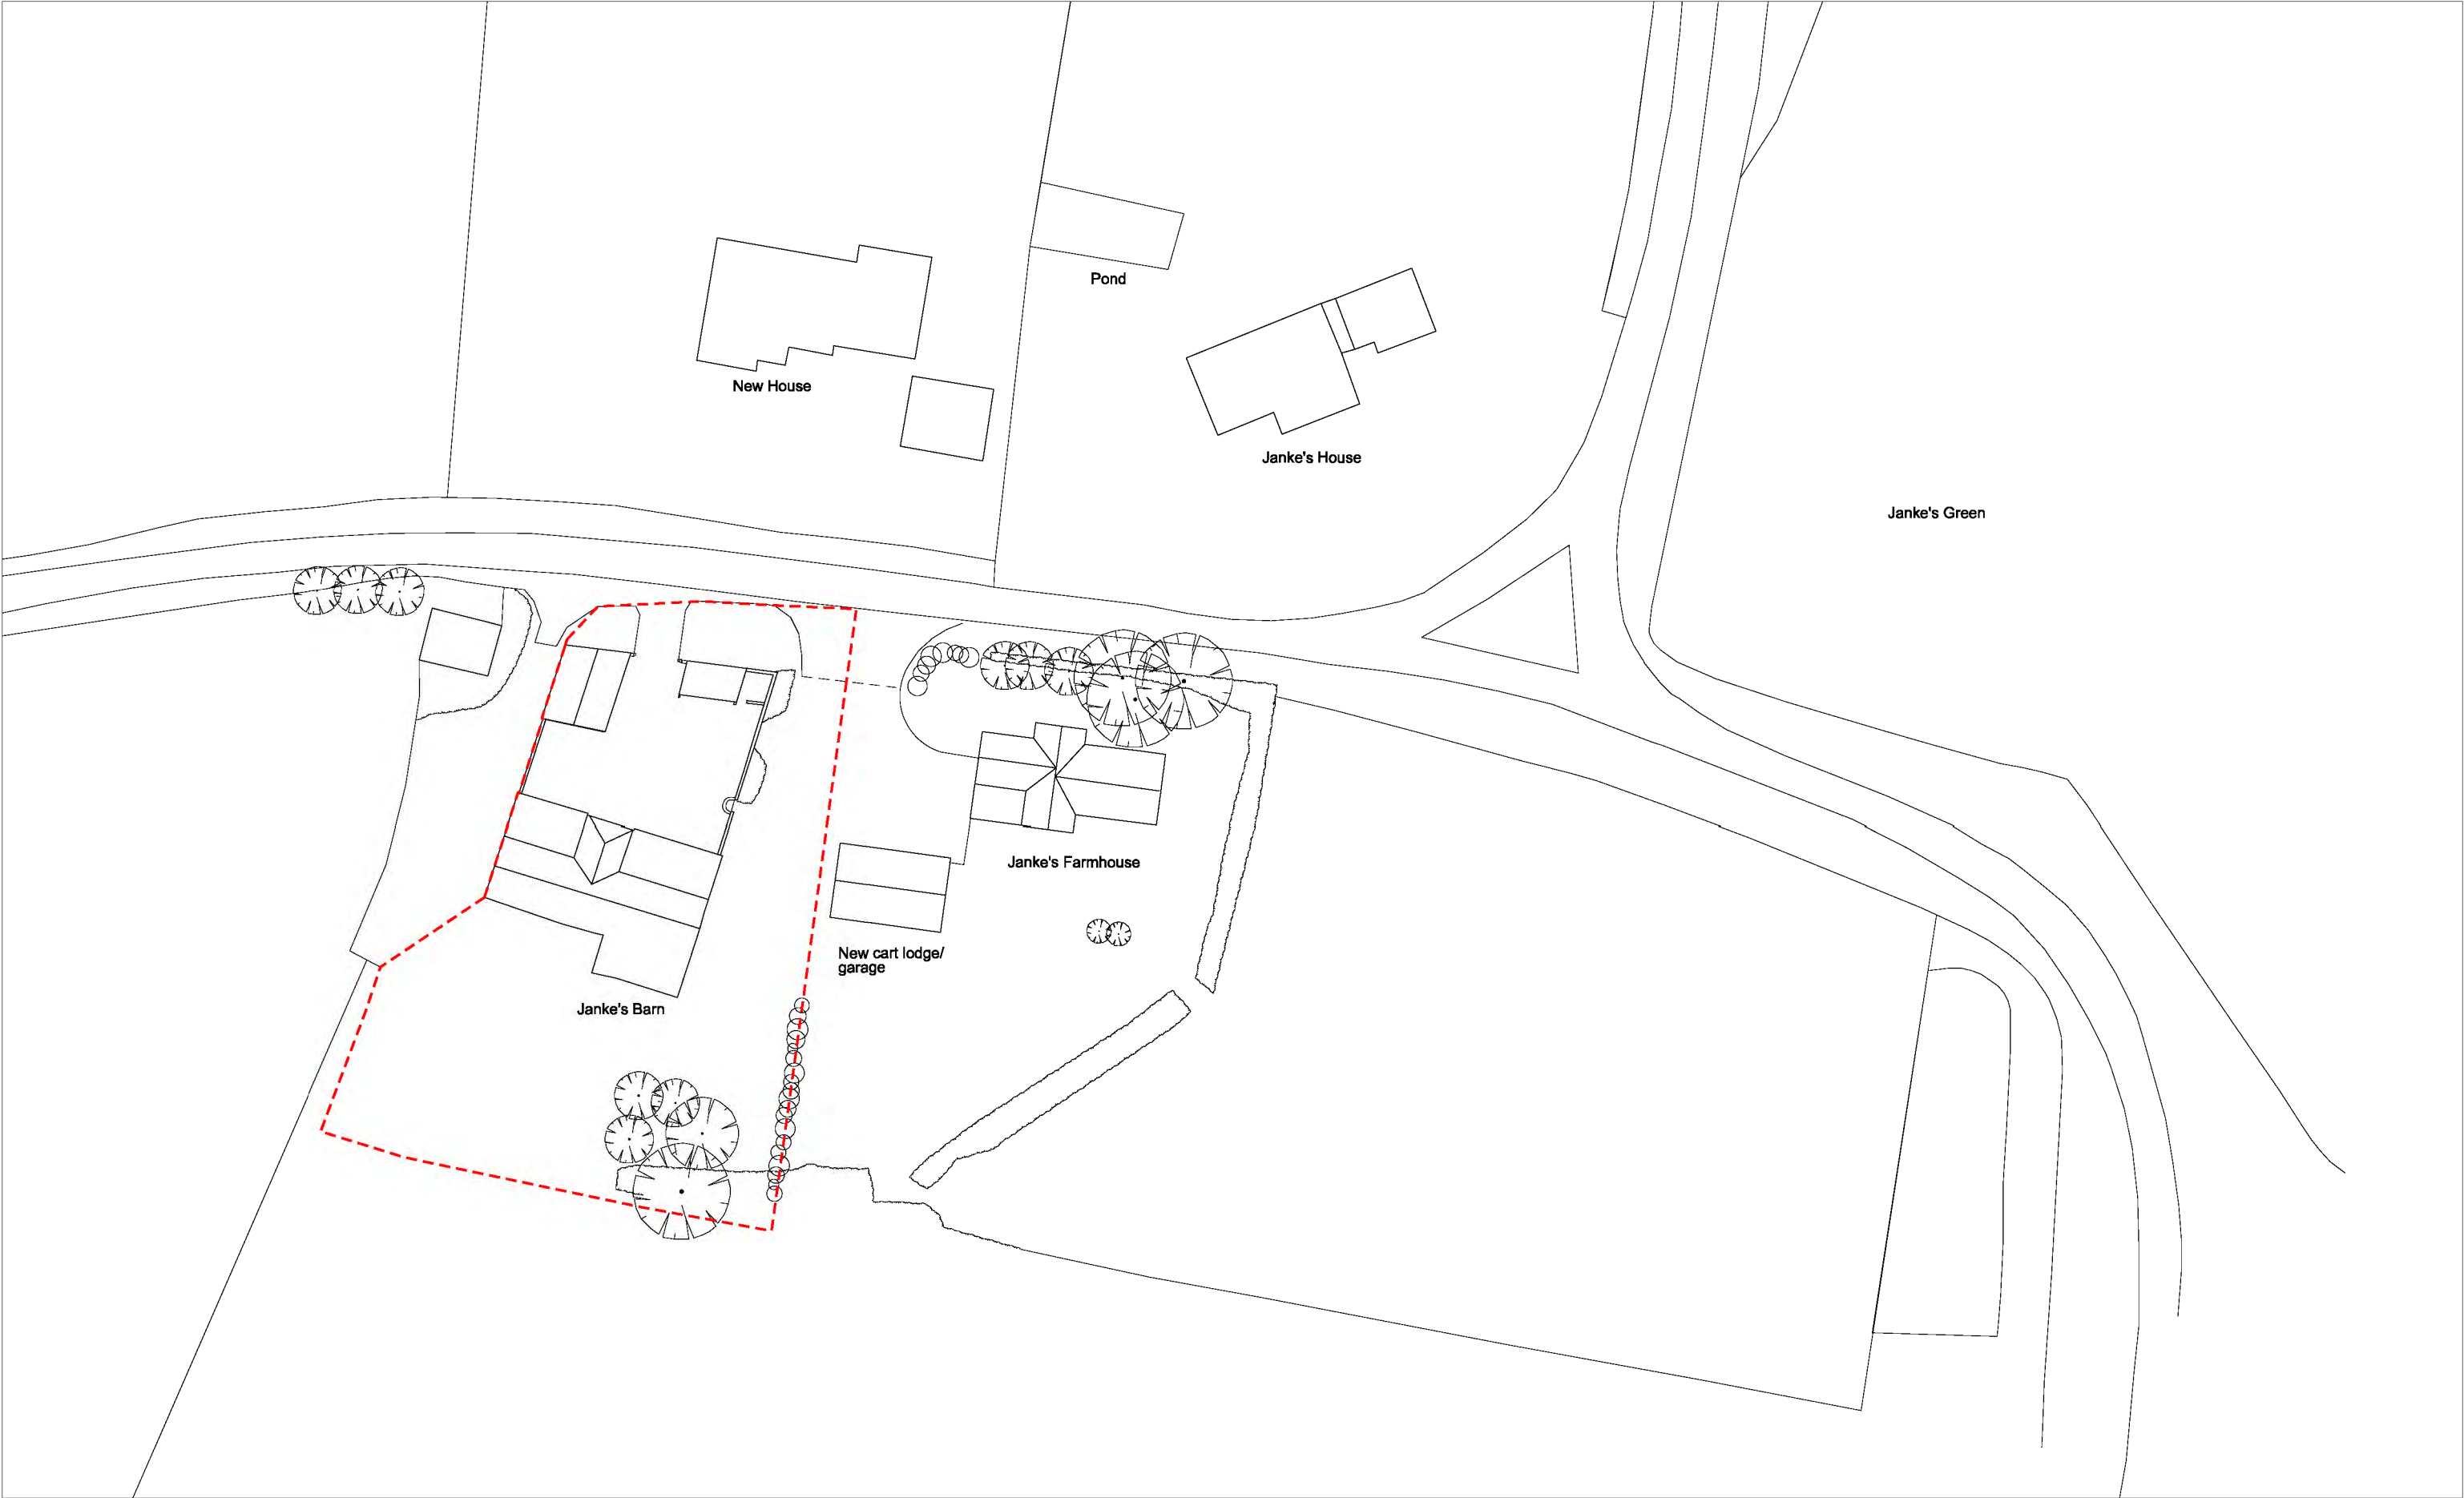 Pond
New House
Janke's House
Janke's Green
Janke's Farmhouse
New cart lodge/
garage
Janke's Barn